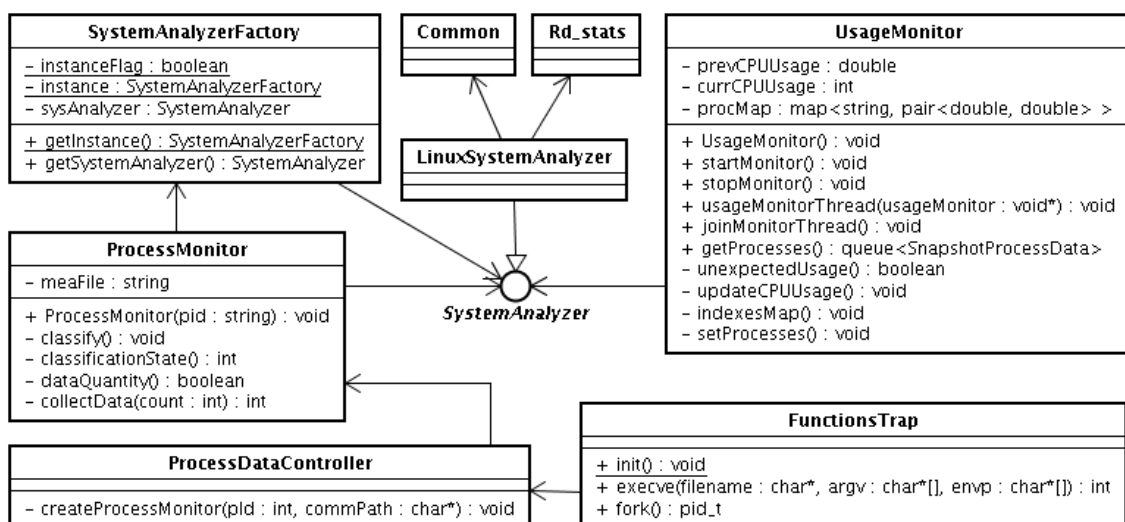 SystemAnalyzerFactory
- instanceFlag : boolean
- instance : SystemAnalyzerFactory
- sysAnalyzer : SystemAnalyzer
+ getInstance() : SystemAnalyzerFactory
+ getSystemAnalyzer() : SystemAnalyzer
Common
Rd_stats
LinuxSystemAnalyzer
UsageMonitor
- prevCPUUsage : double
- currCPUUsage : int
- procMap : map<string, pair<double, double> >
+ UsageMonitor() : void
+ startMonitor() : void
+ stopMonitor() : void
+ usageMonitorThread(usageMonitor : void*) : void
+ joinMonitorThread() : void
+ getProcesses() : queue<SnapshotProcessData>
- unexpectedUsage() : boolean
- updateCPUUsage() : void
- indexesMap() : void
- setProcesses() : void
ProcessMonitor
- meaFile : string
+ ProcessMonitor(pid : string) : void
- classify() : void
- classificationState() : int
- dataQuantity() : boolean
- collectData(count : int) : int
SystemAnalyzer
ProcessDataController
- createProcessMonitor(pId : int, commPath : char*) : void
FunctionsTrap
+ init() : void
+ execve(filename : char*, argv : char*[], envp : char*[]) : int
+ fork() : pid_t